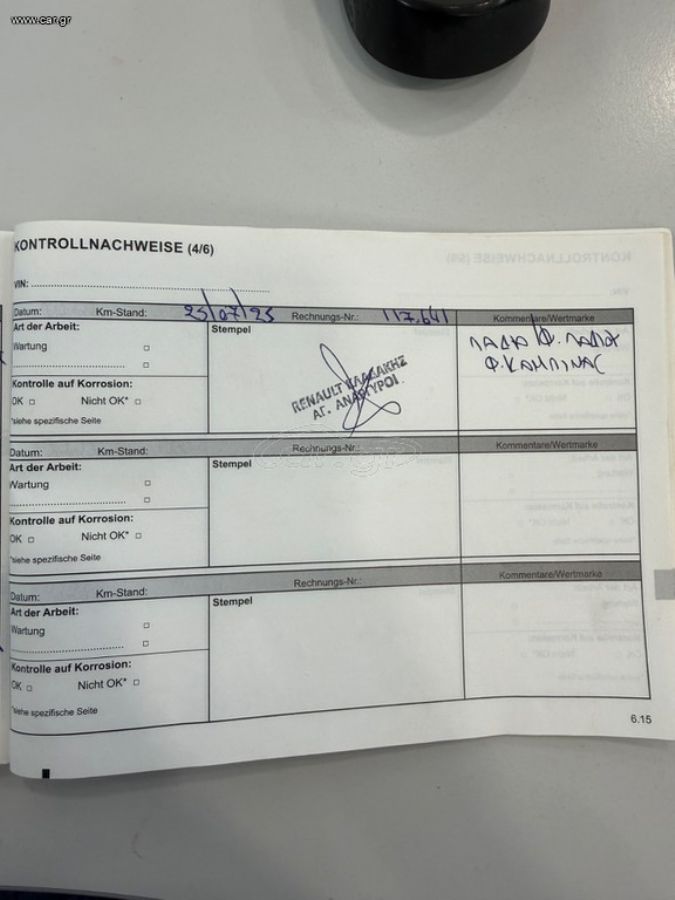 www.car.gr
KONTROLLNACHWEISE (4/6)
VIN:
Datum: Km-Stand: 23/07/23 Rechnungs-Nr.: 117.641 Kommentare/Wertmarke
Art der Arbeit:
Wartung
Kontrolle auf Korrosion:
OK Nicht OK*
*siehe spezifische Seite
Stempel
RENAULT
ΑΓ. ΑΝΑΡΓΥΡΟΙ
ΛΑΔΙΑ/Φ. ΛΑΔΟΥ
Φ. ΚΑΜΠΙΝΑΣ
Datum: Km-Stand: Rechnungs-Nr.: Kommentare/Wertmarke
Art der Arbeit:
Wartung
Kontrolle auf Korrosion:
OK Nicht OK*
*siehe spezifische Seite
Stempel
Datum: Km-Stand: Rechnungs-Nr.: Kommentare/Wertmarke
Art der Arbeit:
Wartung
Kontrolle auf Korrosion:
OK Nicht OK*
*siehe spezifische Seite
Stempel
6.15